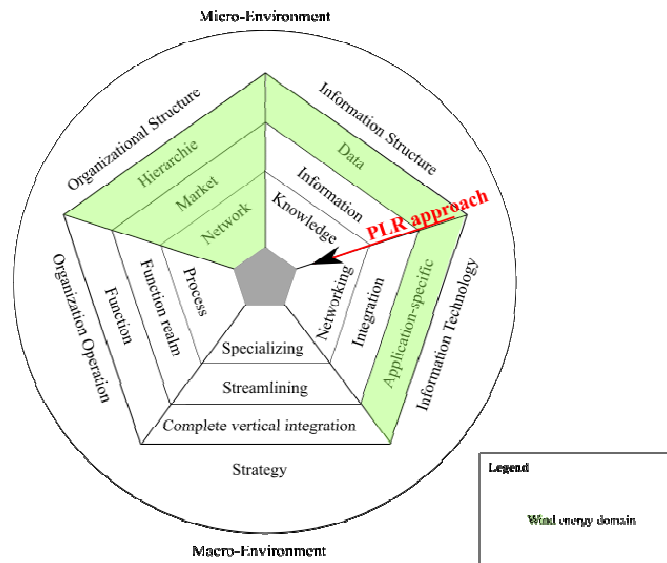 Micro-Environment
Organizational Structure
Hierarchie
Market
Network
Information Structure
Data
Information
Knowledge
PLR approach
Organization Operation
Function
Function realm
Process
Networking
Integration
Application-specific
Information Technology
Specializing
Streamlining
Complete vertical integration
Strategy
Macro-Environment
Legend
Wind energy domain